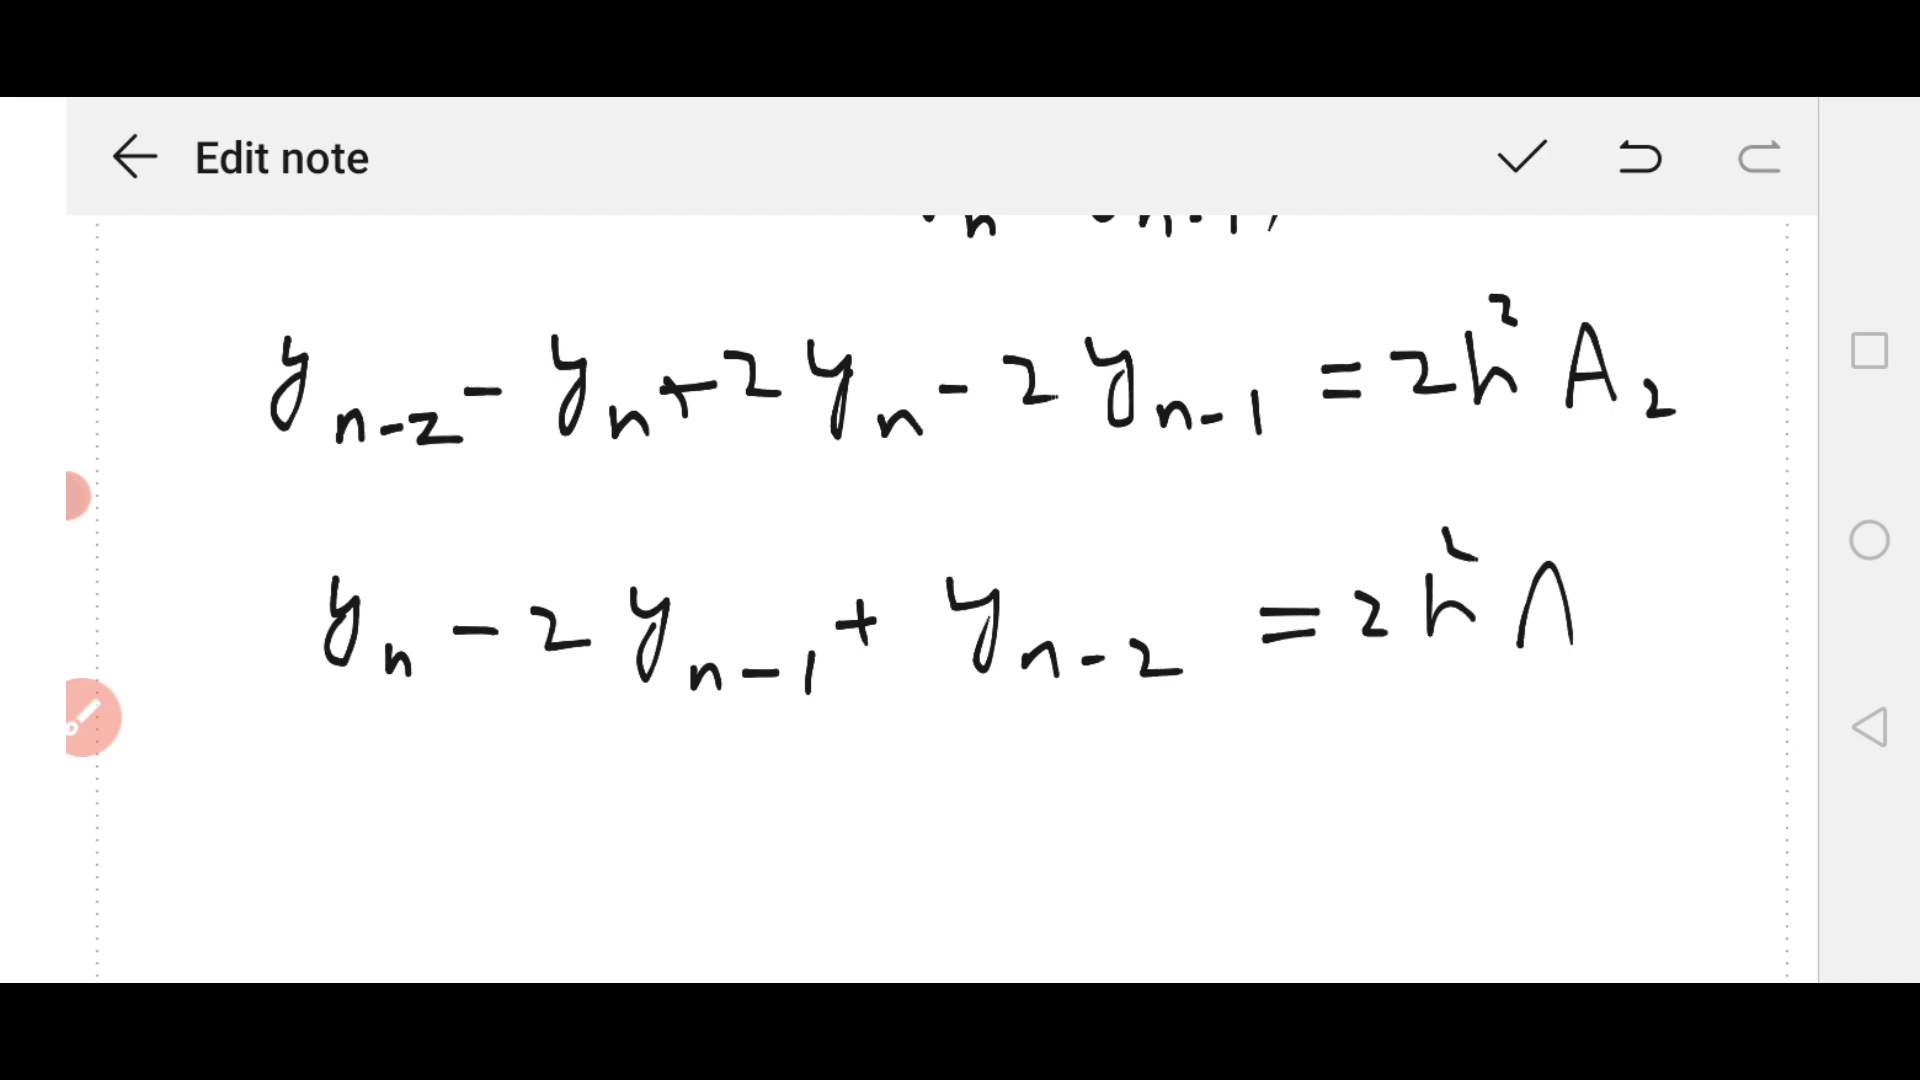 Edit note
y_{n-2} - y_n + 2y_n - 2y_{n-1} = 2h^2 A_2
y_n - 2y_{n-1} + y_{n-2} = 2h^2